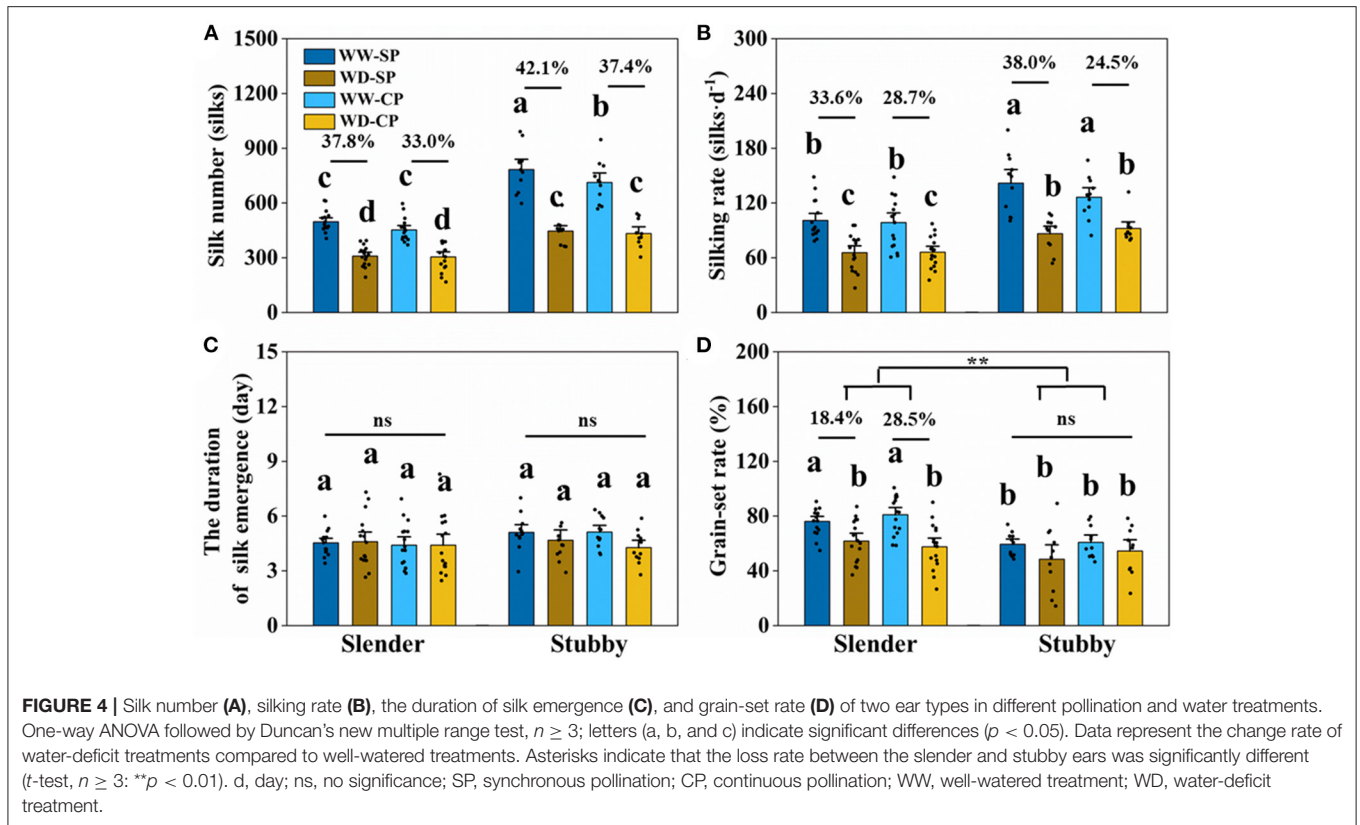 A
Silk number (silks)
1500
1200
900
600
300
0
WW-SP
WD-SP
WW-CP
WD-CP
37.8%
33.0%
42.1%
37.4%
c
d
c
d
a
c
b
c
B
Silking rate (silks·d⁻¹)
300
240
180
120
60
0
33.6%
28.7%
38.0%
24.5%
b
c
b
c
a
b
a
b
C
The duration
of silk emergence (day)
15
12
9
6
3
0
ns
ns
a
a
a
a
a
a
a
a
Slender
Stubby
D
Grain-set rate (%)
200
160
120
80
40
0
**
18.4%
28.5%
ns
a
b
a
b
b
b
b
b
Slender
Stubby
FIGURE 4 | Silk number (A), silking rate (B), the duration of silk emergence (C), and grain-set rate (D) of two ear types in different pollination and water treatments.
One-way ANOVA followed by Duncan's new multiple range test, n ≥ 3; letters (a, b, and c) indicate significant differences (p < 0.05). Data represent the change rate of
water-deficit treatments compared to well-watered treatments. Asterisks indicate that the loss rate between the slender and stubby ears was significantly different
(t-test, n ≥ 3: **p < 0.01). d, day; ns, no significance; SP, synchronous pollination; CP, continuous pollination; WW, well-watered treatment; WD, water-deficit
treatment.